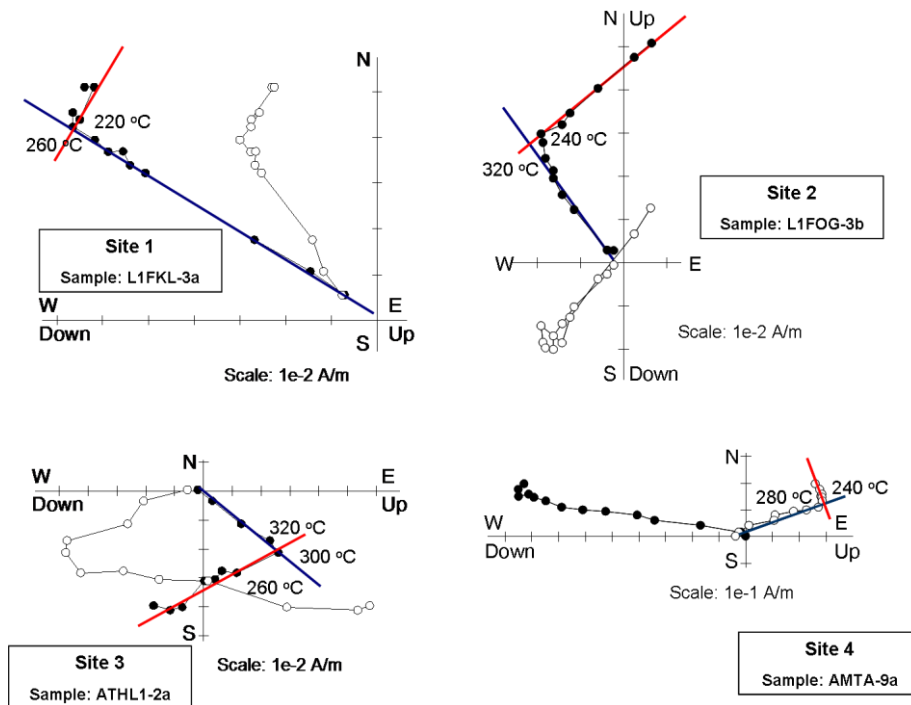 N
220 °C
260 °C
Site 1
Sample: L1FKL-3a
W
E
Down
Up
S
Scale: 1e-2 A/m
N Up
240 °C
320 °C
Site 2
Sample: L1FOG-3b
W
E
Scale: 1e-2 A/m
S Down
N
W
E
Down
Up
320 °C
300 °C
260 °C
S
Scale: 1e-2 A/m
Site 3
Sample: ATHL1-2a
N
280 °C
240 °C
W
E
Down
S
Up
Scale: 1e-1 A/m
Site 4
Sample: AMTA-9a